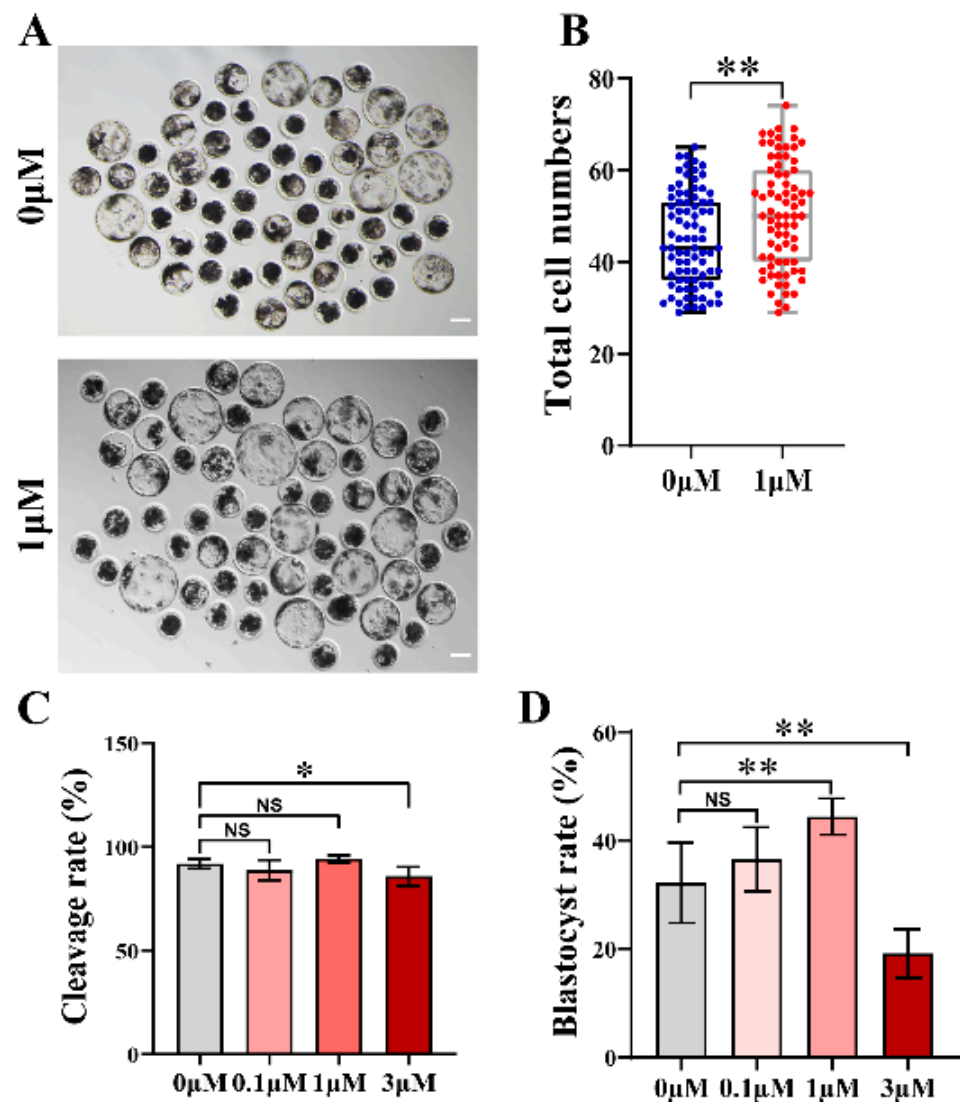 A
0μM
1μM
B
Total cell numbers
80
60
40
20
0
**
0μM
1μM
C
Cleavage rate (%)
150
100
50
0
*
NS
NS
0μM
0.1μM
1μM
3μM
D
Blastocyst rate (%)
60
40
20
0
**
**
NS
0μM
0.1μM
1μM
3μM